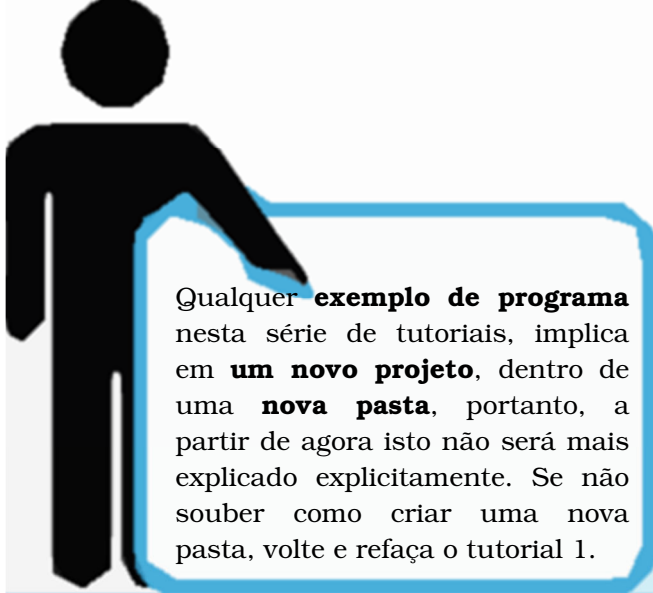 Qualquer exemplo de programa
nesta série de tutoriais, implica
em um novo projeto, dentro de
uma nova pasta, portanto, a
partir de agora isto não será mais
explicado explicitamente. Se não
souber como criar uma nova
pasta, volte e refaça o tutorial 1.